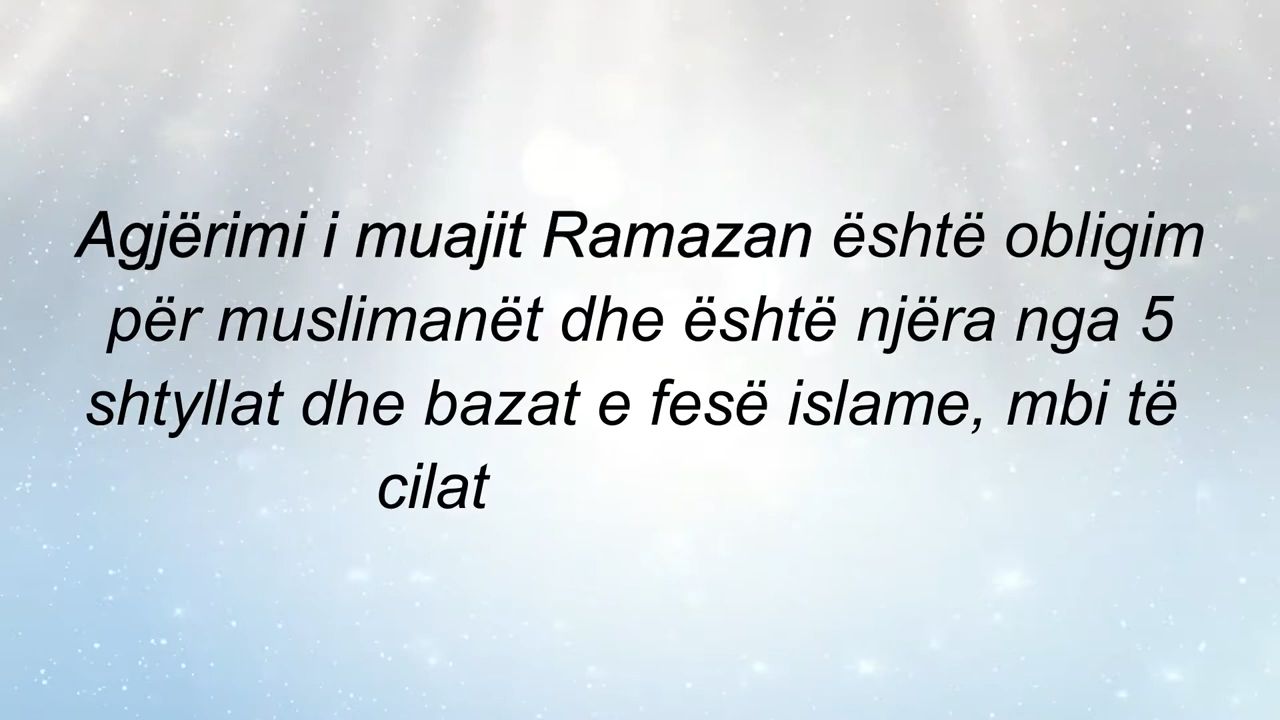 Agjërimi i muajit Ramazan është obligim
për muslimanët dhe është njëra nga 5
shtyllat dhe bazat e fesë islame, mbi të
cilat